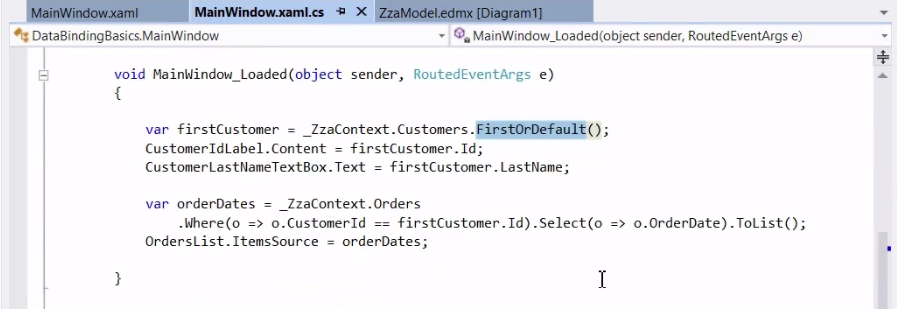 MainWindow.xaml MainWindow.xaml.cs ZzaModel.edmx [Diagram1]
DataBindingBasics.MainWindow MainWindow_Loaded(object sender, RoutedEventArgs e)
void MainWindow_Loaded(object sender, RoutedEventArgs e)
{
var firstCustomer = _ZzaContext.Customers.FirstOrDefault();
CustomerIdLabel.Content = firstCustomer.Id;
CustomerLastNameTextBox.Text = firstCustomer.LastName;
var orderDates = _ZzaContext.Orders
.Where(o => o.CustomerId == firstCustomer.Id).Select(o => o.OrderDate).ToList();
OrdersList.ItemsSource = orderDates;
}